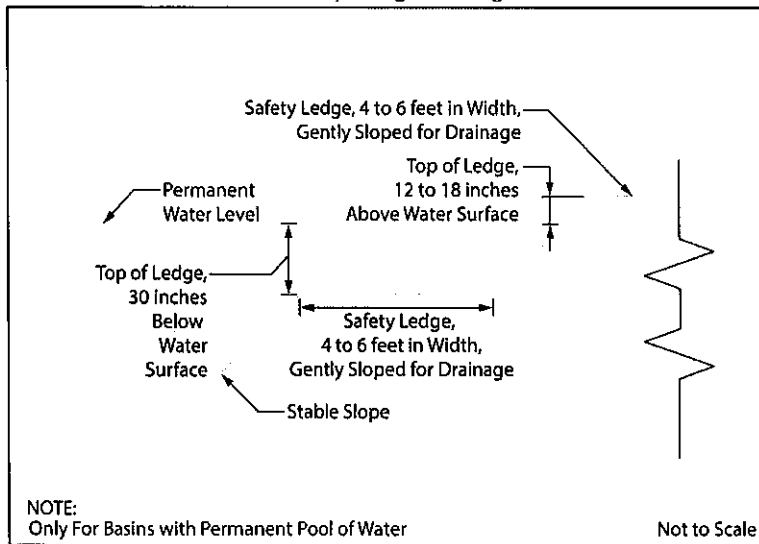 Safety Ledge, 4 to 6 feet in Width,
Gently Sloped for Drainage
Top of Ledge,
12 to 18 inches
Above Water Surface
Permanent
Water Level
Top of Ledge,
30 inches
Below
Water
Surface
Safety Ledge,
4 to 6 feet in Width,
Gently Sloped for Drainage
Stable Slope
NOTE:
Only For Basins with Permanent Pool of Water
Not to Scale